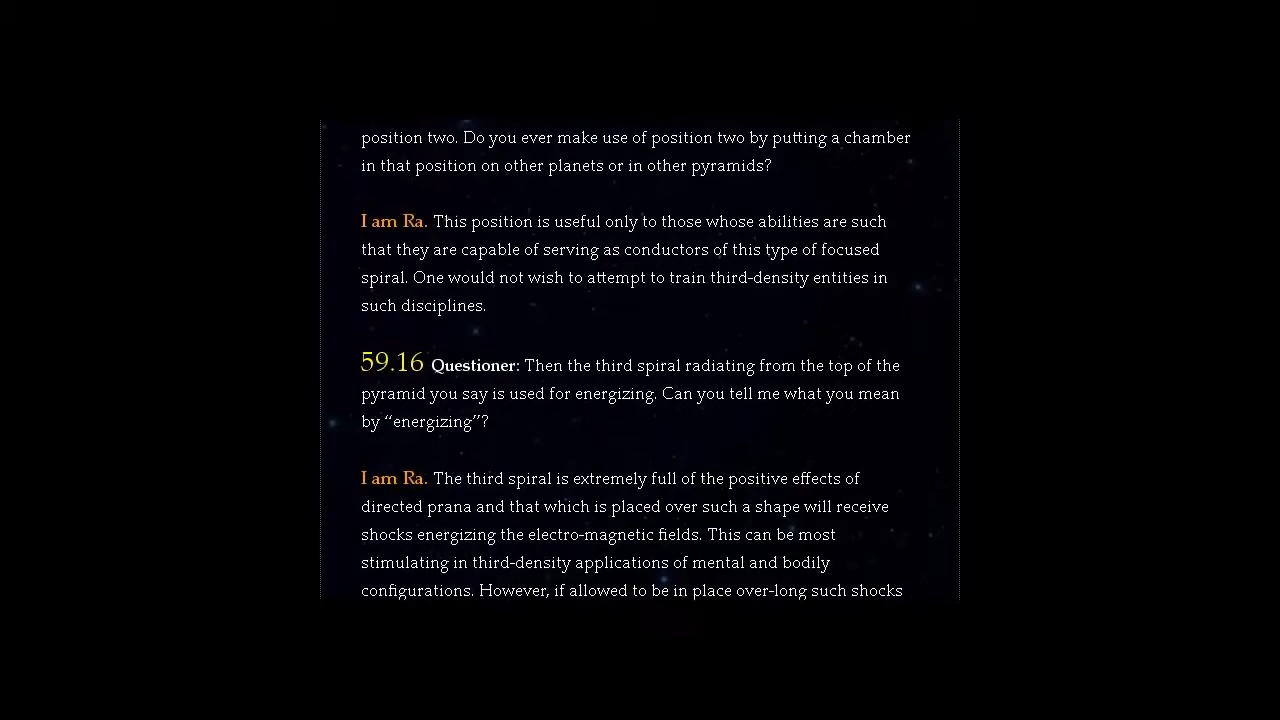 position two. Do you ever make use of position two by putting a chamber
in that position on other planets or in other pyramids?
I am Ra. This position is useful only to those whose abilities are such
that they are capable of serving as conductors of this type of focused
spiral. One would not wish to attempt to train third-density entities in
such disciplines.
59.16 Questioner: Then the third spiral radiating from the top of the
pyramid you say is used for energizing. Can you tell me what you mean
by “energizing”?
I am Ra. The third spiral is extremely full of the positive effects of
directed prana and that which is placed over such a shape will receive
shocks energizing the electro-magnetic fields. This can be most
stimulating in third-density applications of mental and bodily
configurations. However, if allowed to be in place over-long such shocks